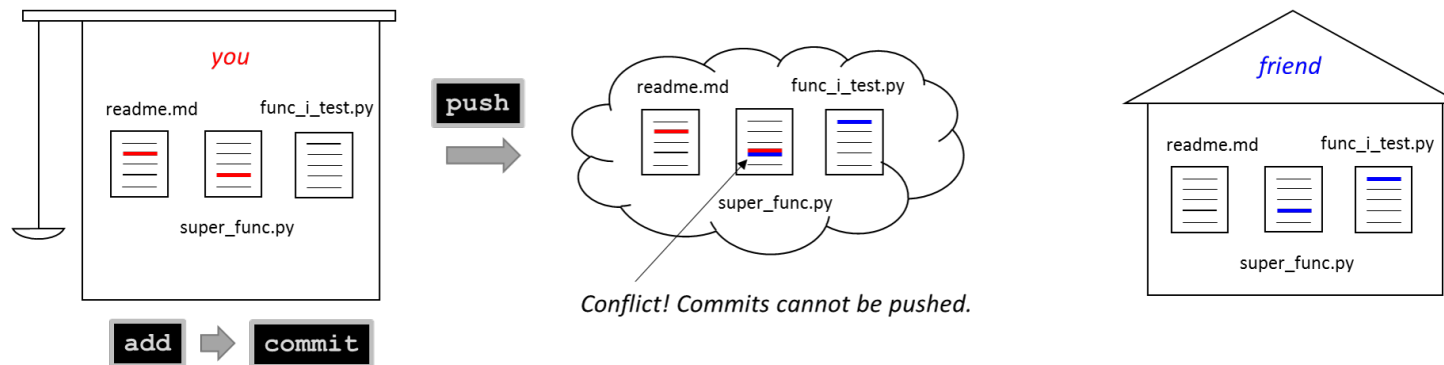 you
readme.md
func_i_test.py
super_func.py
add
commit
push
readme.md
func_i_test.py
super_func.py
Conflict! Commits cannot be pushed.
friend
readme.md
func_i_test.py
super_func.py